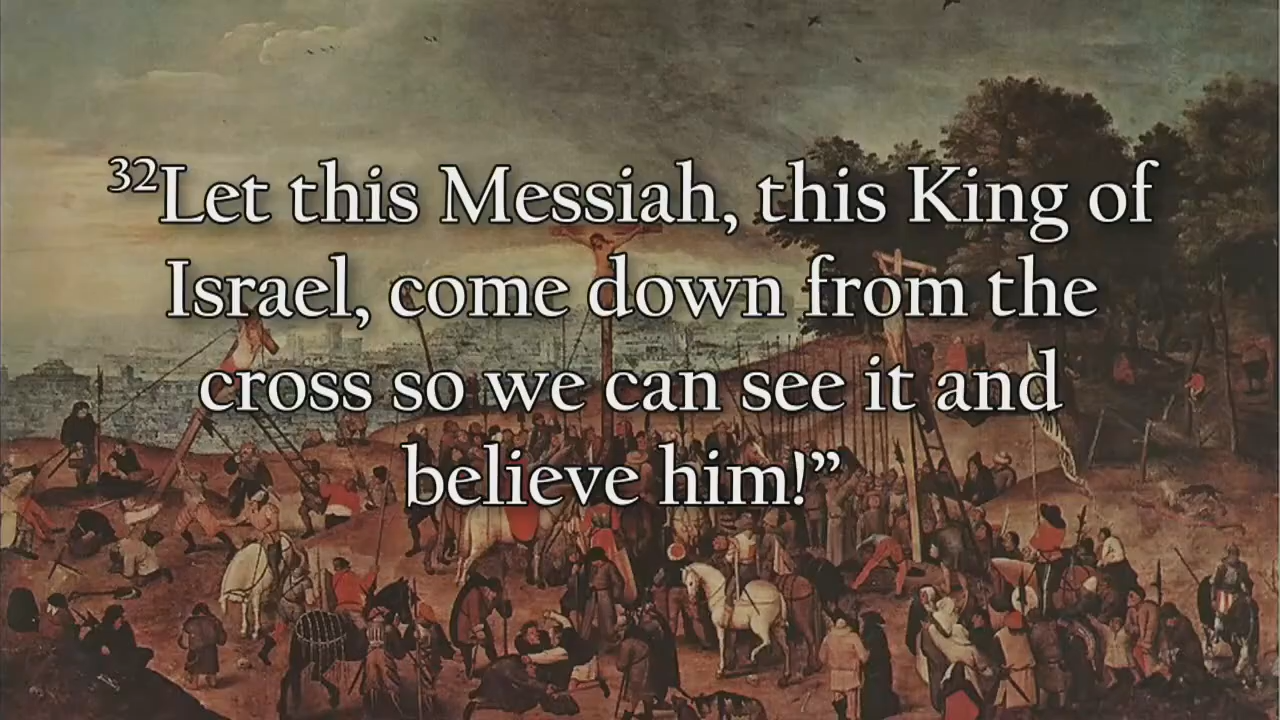 ³²Let this Messiah, this King of
Israel, come down from the
cross so we can see it and
believe him!”